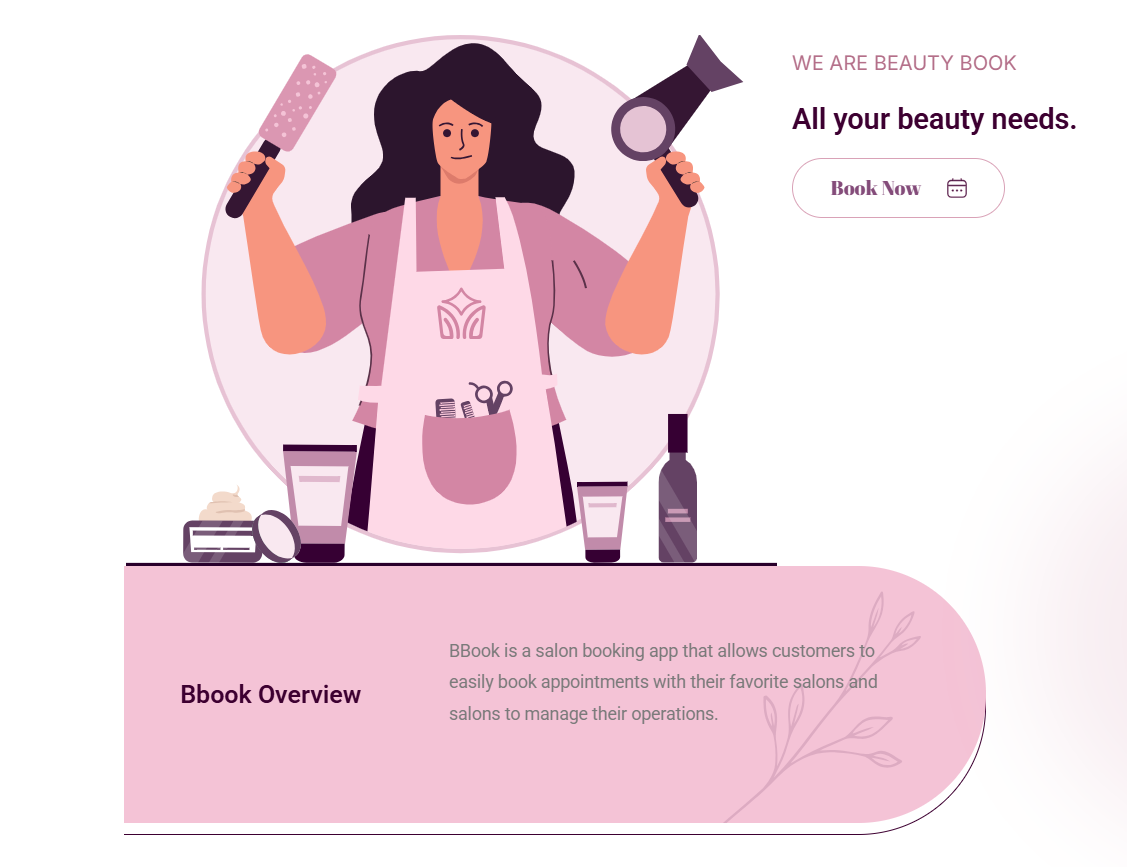 WE ARE BEAUTY BOOK
All your beauty needs.
Book Now
Bbook Overview
BBook is a salon booking app that allows customers to
easily book appointments with their favorite salons and
salons to manage their operations.